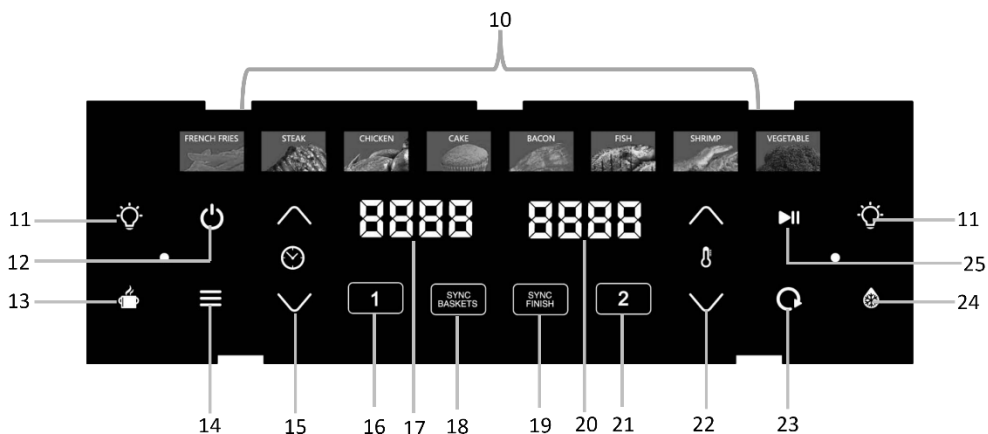 10
FRENCH FRIES
STEAK
CHICKEN
CAKE
BACON
FISH
SHRIMP
VEGETABLE
8888
8888
11
11
12
25
13
1
SYNC
BASKETS
SYNC
FINISH
2
24
14
15
16
17
18
19
20
21
22
23